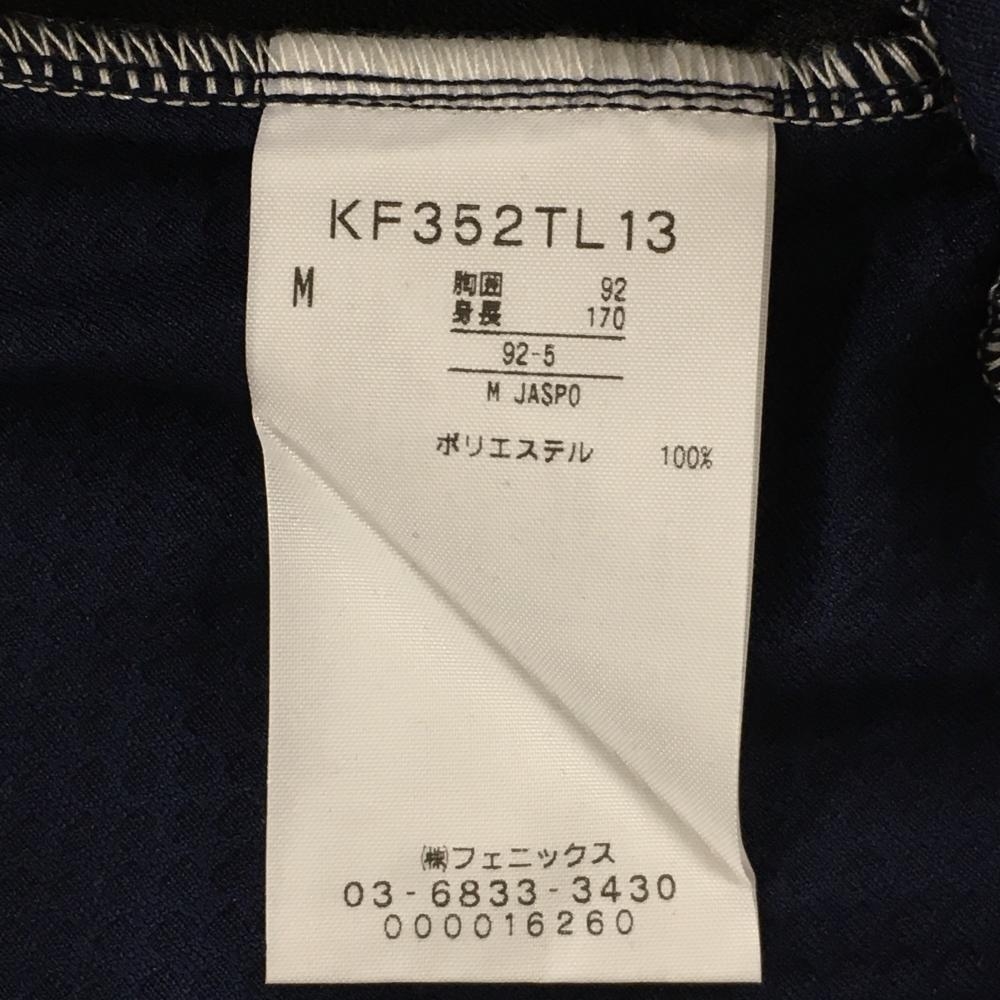 KF352TL13
M
胸囲 92
身長 170
92-5
M JASPO
ポリエステル 100%
㈱フェニックス
03-6833-3430
000016260